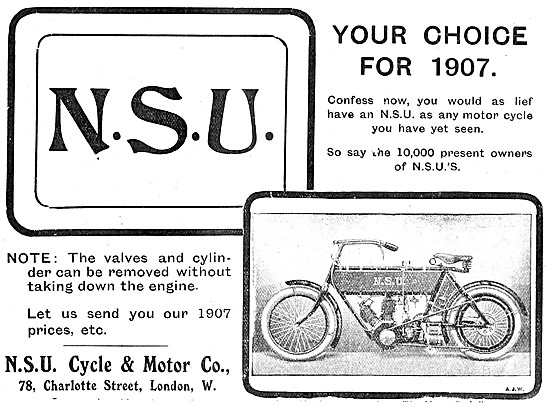 N.S.U.
YOUR CHOICE
FOR 1907.
Confess now, you would as lief
have an N.S.U. as any motor cycle
you have yet seen.
So say the 10,000 present owners
of N.S.U.'S.
NOTE: The valves and cylin-
der can be removed without
taking down the engine.
Let us send you our 1907
prices, etc.
N.S.U. Cycle & Motor Co.,
78, Charlotte Street, London, W.
N.S.U.
A.J.W.